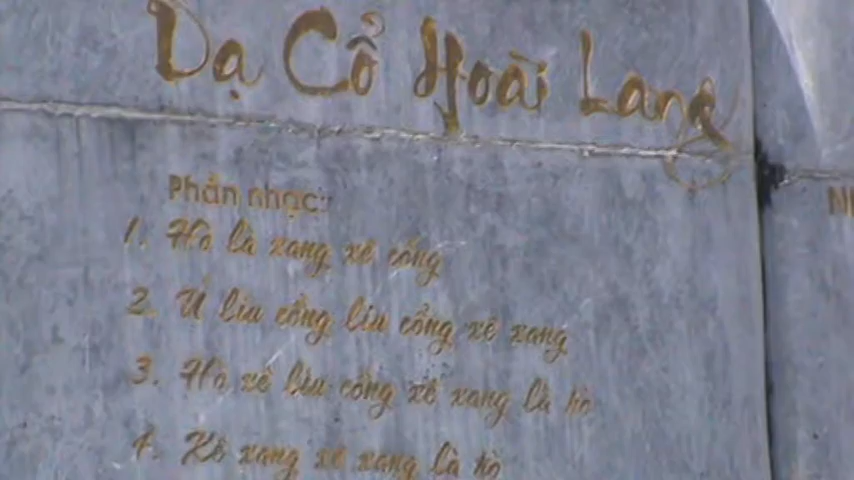 Dạ Cổ Hoài Lang
Phần nhạc:
1. Hò là xang xê cống
2. Ú liu cống liu cống xê xang
3. Hò xê liu cống xê xang là hò
4. Xê xang xê xang là hò